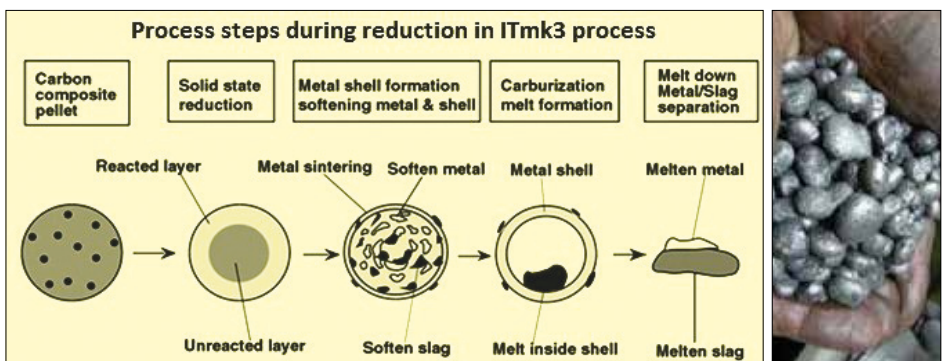 Process steps during reduction in ITmk3 process
Carbon
composite
pellet
Solid state
reduction
Metal shell formation
softening metal & shell
Carburization
melt formation
Melt down
Metal/Slag
separation
Reacted layer
Metal sintering
Soften metal
Metal shell
Melten metal
Unreacted layer
Soften slag
Melt inside shell
Melten slag